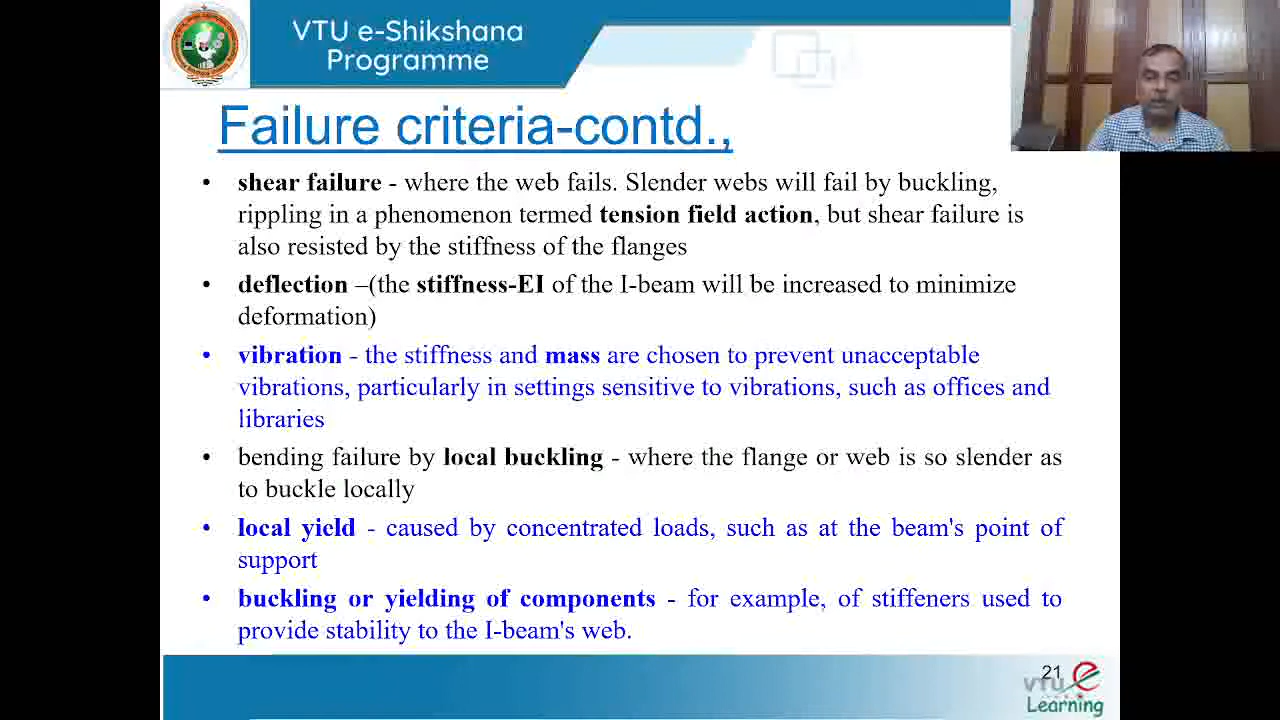 VTU e-Shikshana
Programme
Failure criteria-contd.,
• shear failure - where the web fails. Slender webs will fail by buckling,
rippling in a phenomenon termed tension field action, but shear failure is
also resisted by the stiffness of the flanges
• deflection –(the stiffness-EI of the I-beam will be increased to minimize
deformation)
• vibration - the stiffness and mass are chosen to prevent unacceptable
vibrations, particularly in settings sensitive to vibrations, such as offices and
libraries
• bending failure by local buckling - where the flange or web is so slender as
to buckle locally
• local yield - caused by concentrated loads, such as at the beam's point of
support
• buckling or yielding of components - for example, of stiffeners used to
provide stability to the I-beam's web.
21
VTU e
Learning